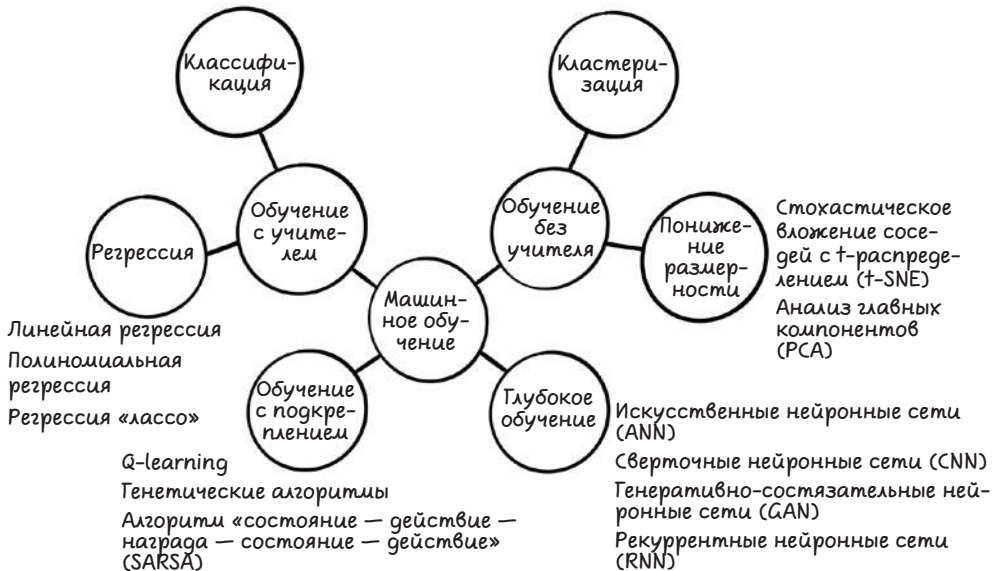 Классифи-
кация
Кластери-
зация
Обучение
с учите-
лем
Обучение
без
учителя
Регрессия
Пониже-
ние
размер-
ности
Стохастическое
вложение сосе-
дей с t-распреде-
лением (t-SNE)
Анализ главных
компонентов
(PCA)
Машин-
ное обу-
чение
Линейная регрессия
Полиномиальная
регрессия
Регрессия «лассо»
Обучение
с подкре-
плением
Глубокое
обучение
Q-learning
Генетические алгоритмы
Алгоритм «состояние — действие —
награда — состояние — действие»
(SARSA)
Искусственные нейронные сети
(ANN)
Сверточные нейронные сети (CNN)
Генеративно-состязательные ней-
ронные сети (GAN)
Рекуррентные нейронные сети
(RNN)